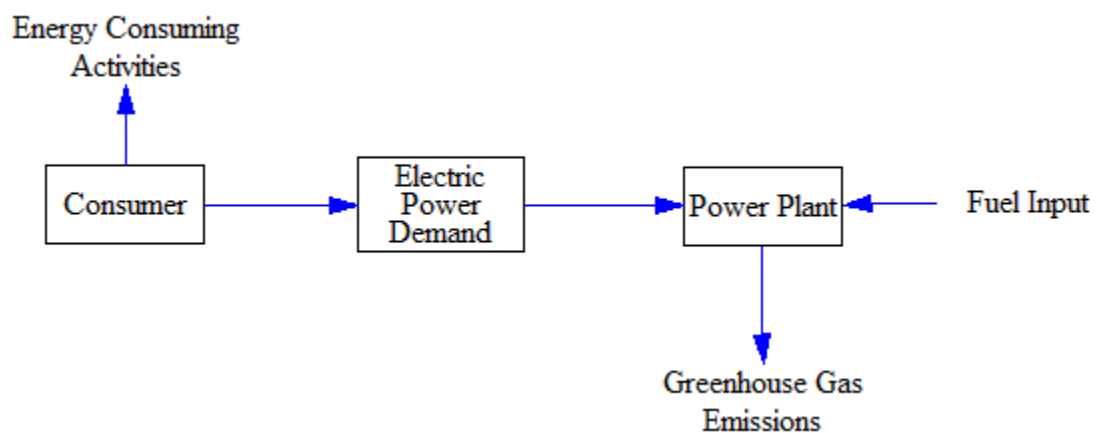 Energy Consuming
Activities
Consumer
Electric
Power
Demand
Power Plant
Fuel Input
Greenhouse Gas
Emissions